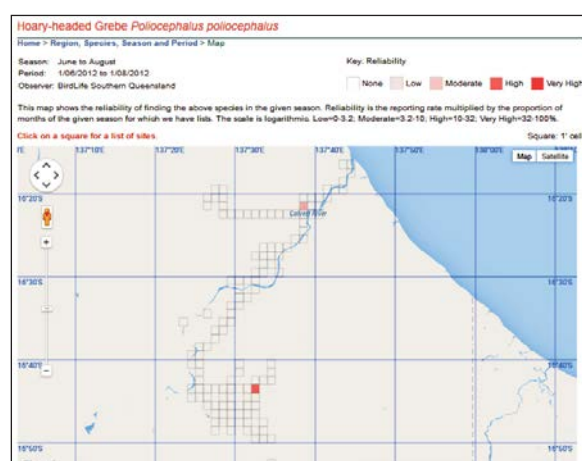 Hoary-headed Grebe Poliocephalus poliocephalus
Home > Region, Species, Season and Period > Map
Season: June to August
Period: 1/06/2012 to 1/08/2012
Observer: BirdLife Southern Queensland
Key: Reliability
None Low Moderate High Very High
This map shows the reliability of finding the above species in the given season. Reliability is the reporting rate multiplied by the proportion of
months of the given season for which we have lists. The scale is logarithmic. Low=0-3.2; Moderate=3.2-10; High=10-32; Very High=32-100%.
Click on a square for a list of sites.
Square: 1' cell
137°10'E 137°20'E 137°30'E 137°40'E 138°00'E
Map Satellite
16°20'S 16°20'S
Calvert River
16°30'S 16°30'S
16°40'S 16°40'S
16°50'S 16°50'S